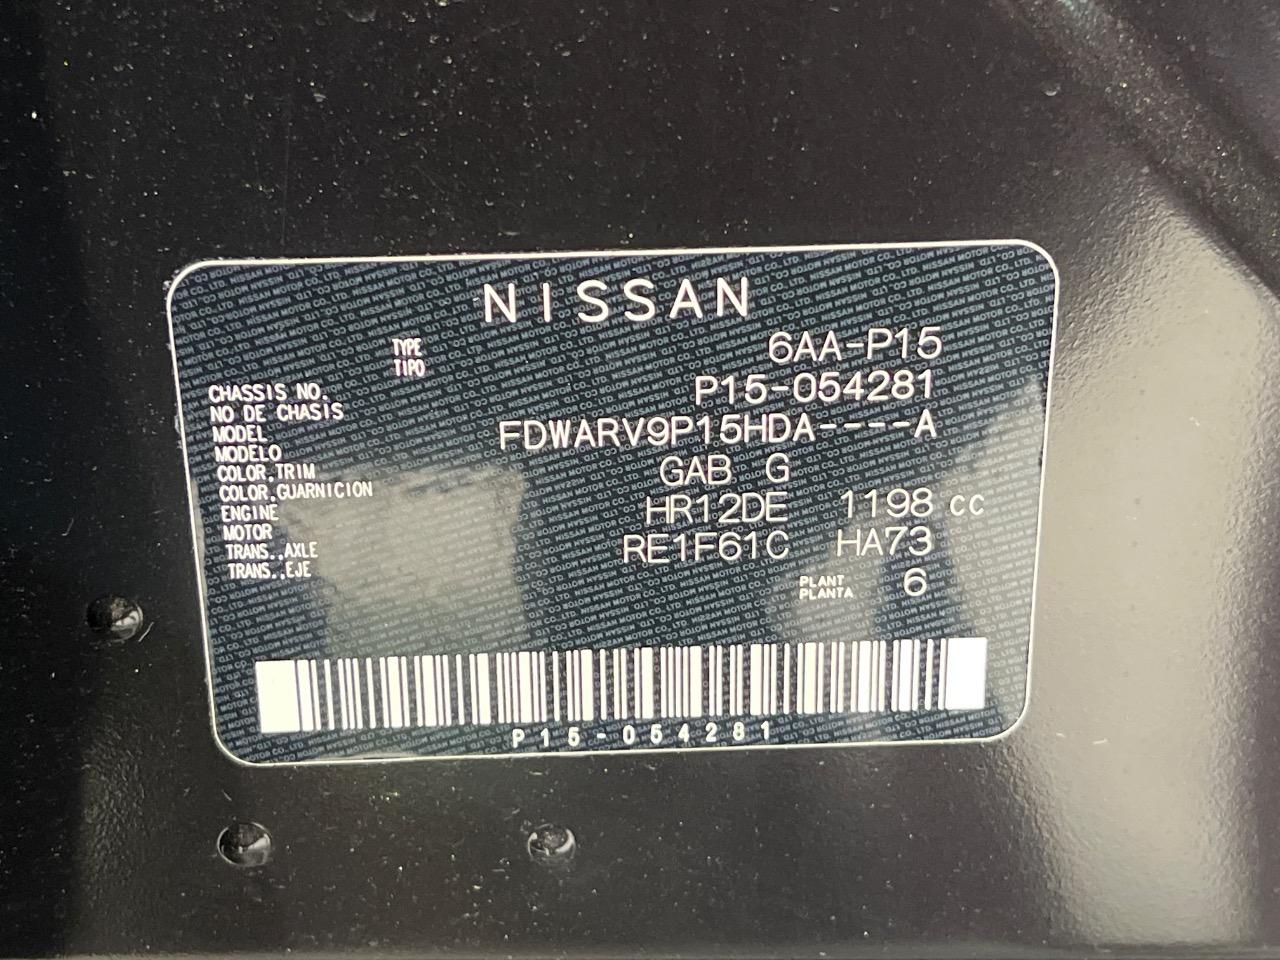 NISSAN
TYPE 6AA-P15
TIPO
CHASSIS NO. P15-054281
NO DE CHASIS
MODEL FDWARV9P15HDA----A
MODELO
COLOR,TRIM GAB G
COLOR,GUARNICION
ENGINE HR12DE 1198 cc
MOTOR
TRANS.,AXLE RE1F61C HA73
TRANS.,EJE
PLANT 6
PLANTA
P15-054281